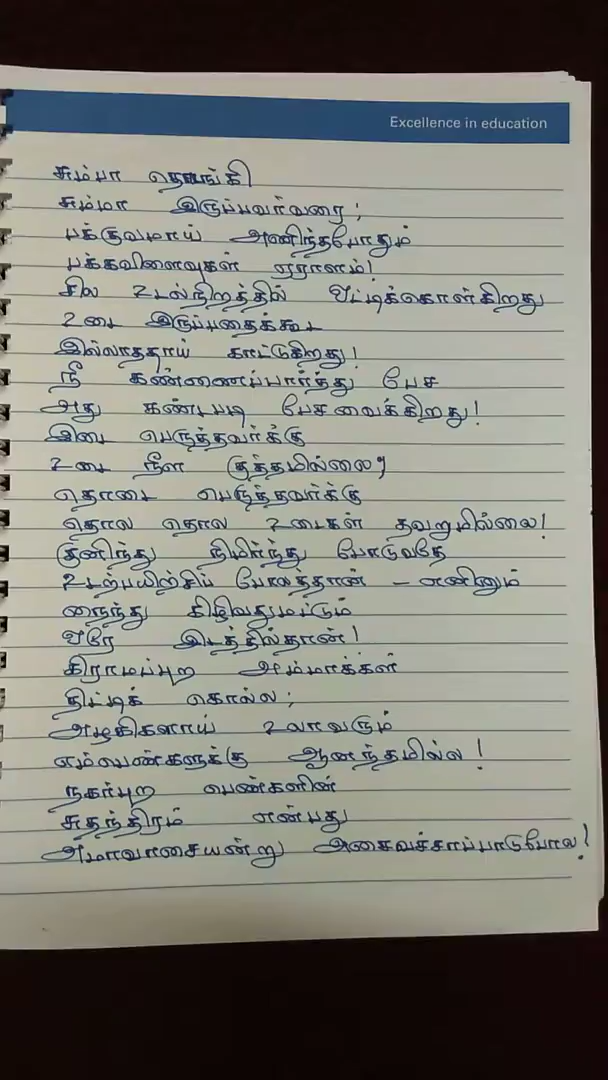 Excellence in education
சும்மா தொங்கி
சும்மா இருப்பவர்வரை;
பக்குவமாய் அணிந்தபோதும்
பக்கவிளைவுகள் ஏராளம்!
சில உடல்நிறத்தில் ஒட்டிக்கொள்கிறது
உடை இருப்பதைக்கூட
இல்லாததாய் காட்டுகிறது!
நீ கண்ணைப்பார்த்து பேச
அது கண்டபடி பேசவைக்கிறது!
இடை பெருத்தவர்க்கு
உடை நீள குத்தமில்லை,
தொடை பெருத்தவர்க்கு
தொல தொல உடைகள் தவறுமில்லை!
குனிந்து நிமிர்ந்து போடுவதே
உடற்பயிற்சிப் போலத்தான் - எனினும்
நைந்து கிழிவதுமட்டும்
ஒரே இடத்தில்தான்!
கிராமப்புற அம்மாக்கள்
திட்டிக் கொல்ல;
அழகிகளாய் உலாவரும்
எம்பெண்களுக்கு ஆனந்தமில்ல!
நகர்புற பெண்களின்
சுதந்திரம் என்பது
அமாவாசையன்று அசைவச்சாப்பாடுபோல!